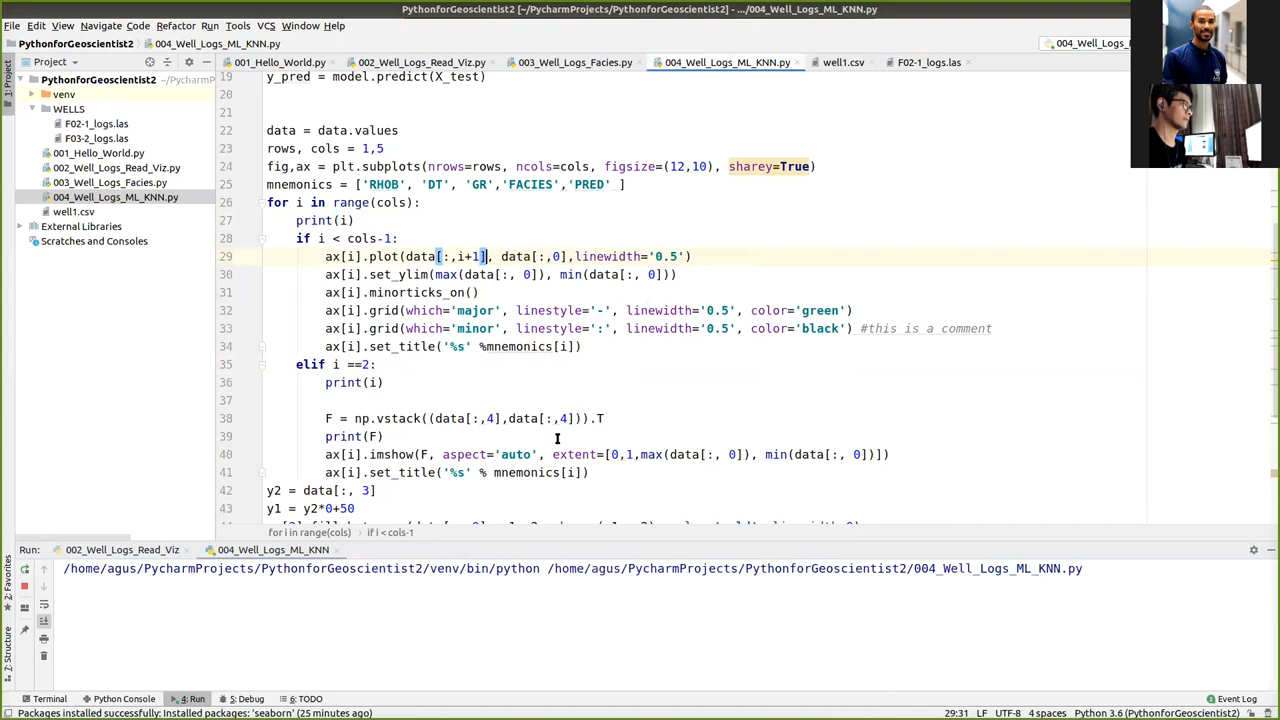 PythonforGeoscientist2 [~/PycharmProjects/PythonforGeoscientist2] - .../004_Well_Logs_ML_KNN.py
File Edit View Navigate Code Refactor Run Tools VCS Window Help
PythonforGeoscientist2 004_Well_Logs_ML_KNN.py
004_Well_Logs_
1: Project
Project
001_Hello_World.py 002_Well_Logs_Read_Viz.py 003_Well_Logs_Facies.py 004_Well_Logs_ML_KNN.py well1.csv F02-1_logs.las
PythonforGeoscientist2 ~/PycharmP
venv
WELLS
F02-1_logs.las
F03-2_logs.las
001_Hello_World.py
002_Well_Logs_Read_Viz.py
003_Well_Logs_Facies.py
004_Well_Logs_ML_KNN.py
well1.csv
External Libraries
Scratches and Consoles
19 y_pred = model.predict(X_test)
20
21
22 data = data.values
23 rows, cols = 1,5
24 fig,ax = plt.subplots(nrows=rows, ncols=cols, figsize=(12,10), sharey=True)
25 mnemonics = ['RHOB', 'DT', 'GR','FACIES','PRED' ]
26 for i in range(cols):
27 print(i)
28 if i < cols-1:
29 ax[i].plot(data[:,i+1], data[:,0],linewidth='0.5')
30 ax[i].set_ylim(max(data[:, 0]), min(data[:, 0]))
31 ax[i].minorticks_on()
32 ax[i].grid(which='major', linestyle='-', linewidth='0.5', color='green')
33 ax[i].grid(which='minor', linestyle=':', linewidth='0.5', color='black') #this is a comment
34 ax[i].set_title('%s' %mnemonics[i])
35 elif i ==2:
36 print(i)
37
38 F = np.vstack((data[:,4],data[:,4])).T
39 print(F)
40 ax[i].imshow(F, aspect='auto', extent=[0,1,max(data[:, 0]), min(data[:, 0])])
41 ax[i].set_title('%s' % mnemonics[i])
42 y2 = data[:, 3]
43 y1 = y2*0+50
for i in range(cols) if i < cols-1
Run: 002_Well_Logs_Read_Viz 004_Well_Logs_ML_KNN
/home/agus/PycharmProjects/PythonforGeoscientist2/venv/bin/python /home/agus/PycharmProjects/PythonforGeoscientist2/004_Well_Logs_ML_KNN.py
2: Favorites
7: Structure
Terminal Python Console 4: Run 5: Debug 6: TODO Event Log
Packages installed successfully: Installed packages: 'seaborn' (25 minutes ago) 29:31 LF UTF-8 4 spaces Python 3.6 (PythonforGeoscientist2)